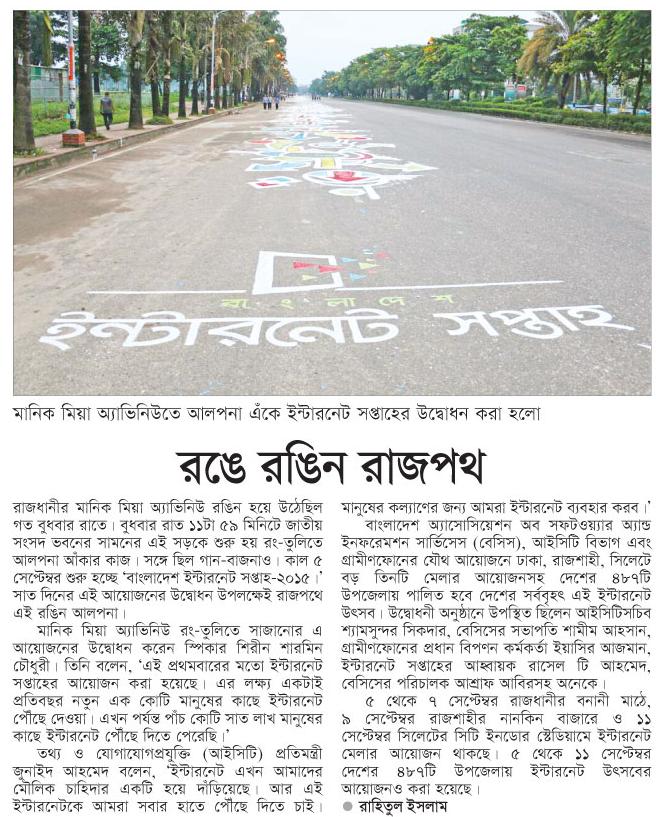 বাংলাদেশ
ইন্টারনেট সপ্তাহ
মানিক মিয়া অ্যাভিনিউতে আলপনা এঁকে ইন্টারনেট সপ্তাহের উদ্বোধন করা হলো
রঙে রঙিন রাজপথ
রাজধানীর মানিক মিয়া অ্যাভিনিউ রঙিন হয়ে উঠেছিল
গত বুধবার রাতে। বুধবার রাত ১১টা ৫৯ মিনিটে জাতীয়
সংসদ ভবনের সামনের এই সড়কে শুরু হয় রং-তুলিতে
আলপনা আঁকার কাজ। সঙ্গে ছিল গান-বাজনাও। কাল ৫
সেপ্টেম্বর শুরু হচ্ছে ‘বাংলাদেশ ইন্টারনেট সপ্তাহ-২০১৫।’
সাত দিনের এই আয়োজনের উদ্বোধন উপলক্ষেই রাজপথে
এই রঙিন আলপনা।
মানিক মিয়া অ্যাভিনিউ রং-তুলিতে সাজানোর এ
আয়োজনের উদ্বোধন করেন স্পিকার শিরীন শারমিন
চৌধুরী। তিনি বলেন, ‘এই প্রথমবারের মতো ইন্টারনেট
সপ্তাহের আয়োজন করা হয়েছে। এর লক্ষ্য একটাই
প্রতিবছর নতুন এক কোটি মানুষের কাছে ইন্টারনেট
পৌঁছে দেওয়া। এখন পর্যন্ত পাঁচ কোটি সাত লাখ মানুষের
কাছে ইন্টারনেট পৌঁছে দিতে পেরেছি।’
তথ্য ও যোগাযোগপ্রযুক্তি (আইসিটি) প্রতিমন্ত্রী
জুনাইদ আহমেদ বলেন, ‘ইন্টারনেট এখন আমাদের
মৌলিক চাহিদার একটি হয়ে দাঁড়িয়েছে। আর এই
ইন্টারনেটকে আমরা সবার হাতে পৌঁছে দিতে চাই।
মানুষের কল্যাণের জন্য আমরা ইন্টারনেট ব্যবহার করব।’
বাংলাদেশ অ্যাসোসিয়েশন অব সফটওয়্যার অ্যান্ড
ইনফরমেশন সার্ভিসেস (বেসিস), আইসিটি বিভাগ এবং
গ্রামীণফোনের যৌথ আয়োজনে ঢাকা, রাজশাহী, সিলেটে
বড় তিনটি মেলার আয়োজনসহ দেশের ৪৮৭টি
উপজেলায় পালিত হবে দেশের সর্ববৃহৎ এই ইন্টারনেট
উৎসব। উদ্বোধনী অনুষ্ঠানে উপস্থিত ছিলেন আইসিটিসচিব
শ্যামসুন্দর সিকদার, বেসিসের সভাপতি শামীম আহসান,
গ্রামীণফোনের প্রধান বিপণন কর্মকর্তা ইয়াসির আজমান,
ইন্টারনেট সপ্তাহের আহ্বায়ক রাসেল টি আহমেদ,
বেসিসের পরিচালক আশ্রাফ আবিরসহ অনেকে।
৫ থেকে ৭ সেপ্টেম্বর রাজধানীর বনানী মাঠে,
৯ সেপ্টেম্বর রাজশাহীর নানকিন বাজারে ও ১১
সেপ্টেম্বর সিলেটের সিটি ইনডোর স্টেডিয়ামে ইন্টারনেট
মেলার আয়োজন থাকছে। ৫ থেকে ১১ সেপ্টেম্বর
দেশের ৪৮৭টি উপজেলায় ইন্টারনেট উৎসবের
আয়োজনও করা হয়েছে।
● রাহিতুল ইসলাম